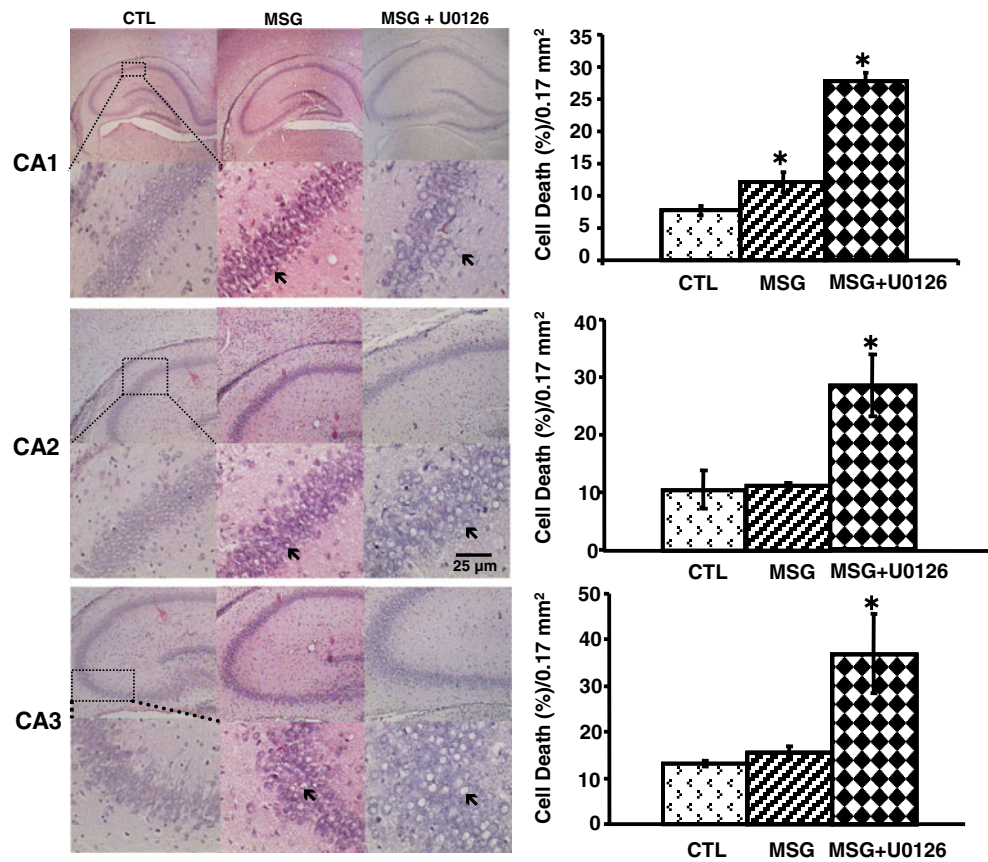 CTL MSG MSG + U0126
CA1
CA2
25 µm
CA3
Cell Death (%)/0.17 mm²
35
30
25
20
15
10
5
0
*
*
CTL MSG MSG+U0126
Cell Death (%)/0.17 mm²
40
30
20
10
0
*
CTL MSG MSG+U0126
Cell Death (%)/0.17 mm²
50
40
30
20
10
0
*
CTL MSG MSG+U0126